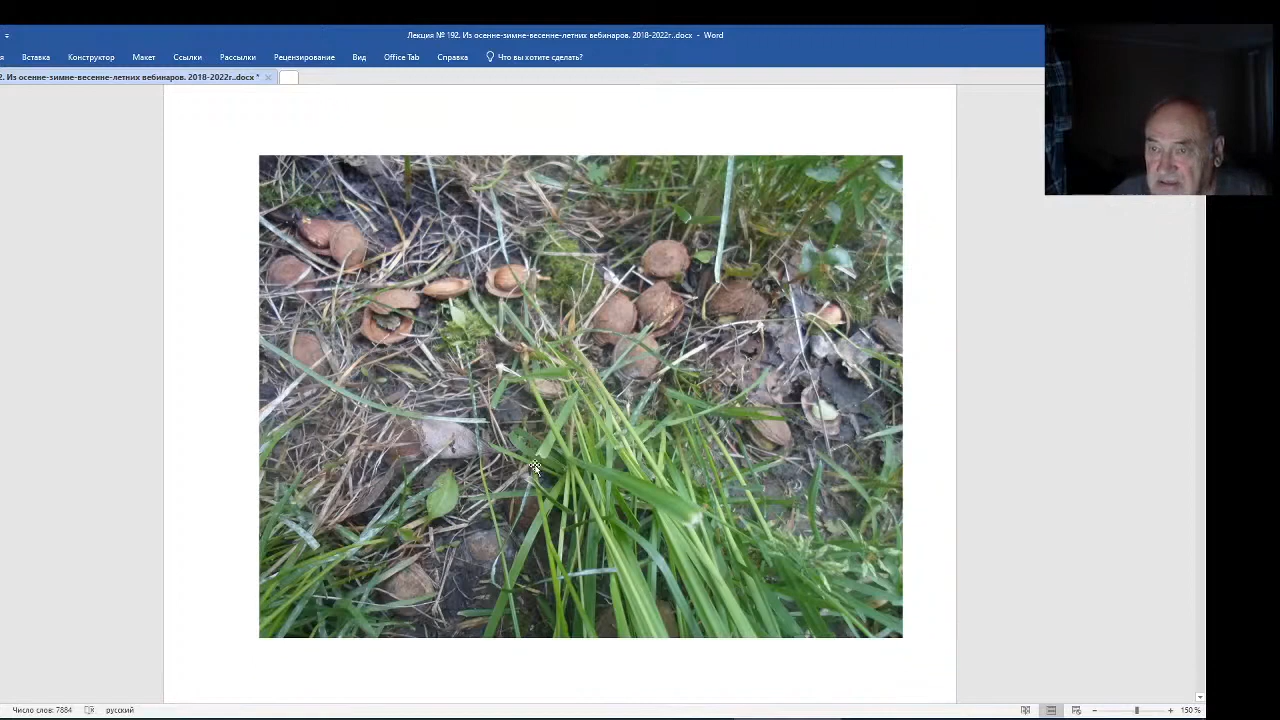 Лекция № 192. Из осенне-зимне-весенне-летних вебинаров. 2018-2022г..docx - Word
Вставка Конструктор Макет Ссылки Рассылки Рецензирование Вид Office Tab Справка Что вы хотите сделать?
2. Из осенне-зимне-весенне-летних вебинаров. 2018-2022г..docx *
Число слов: 7884 русский 150 %